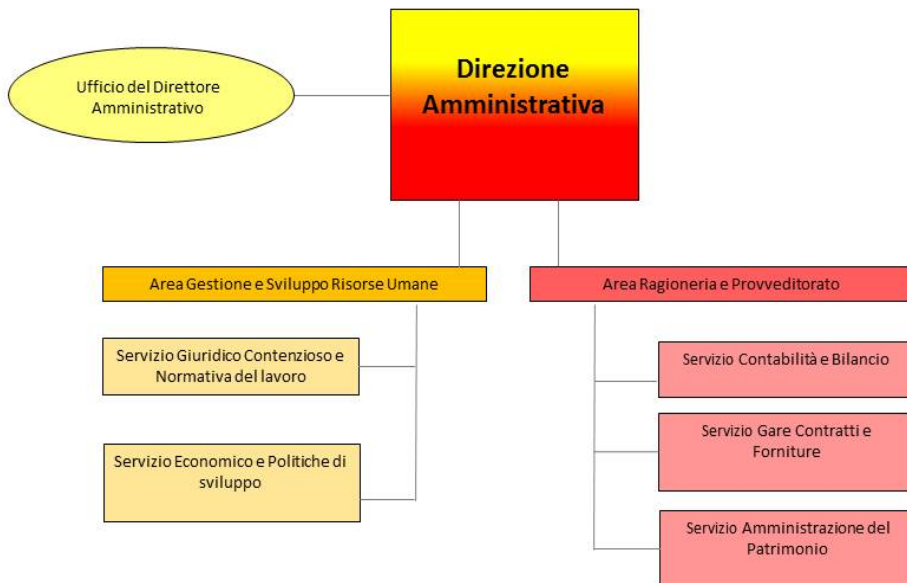 Ufficio del Direttore
Amministrativo
Direzione
Amministrativa
Area Gestione e Sviluppo Risorse Umane
Area Ragioneria e Provveditorato
Servizio Giuridico Contenzioso e
Normativa del lavoro
Servizio Economico e Politiche di
sviluppo
Servizio Contabilità e Bilancio
Servizio Gare Contratti e
Forniture
Servizio Amministrazione del
Patrimonio